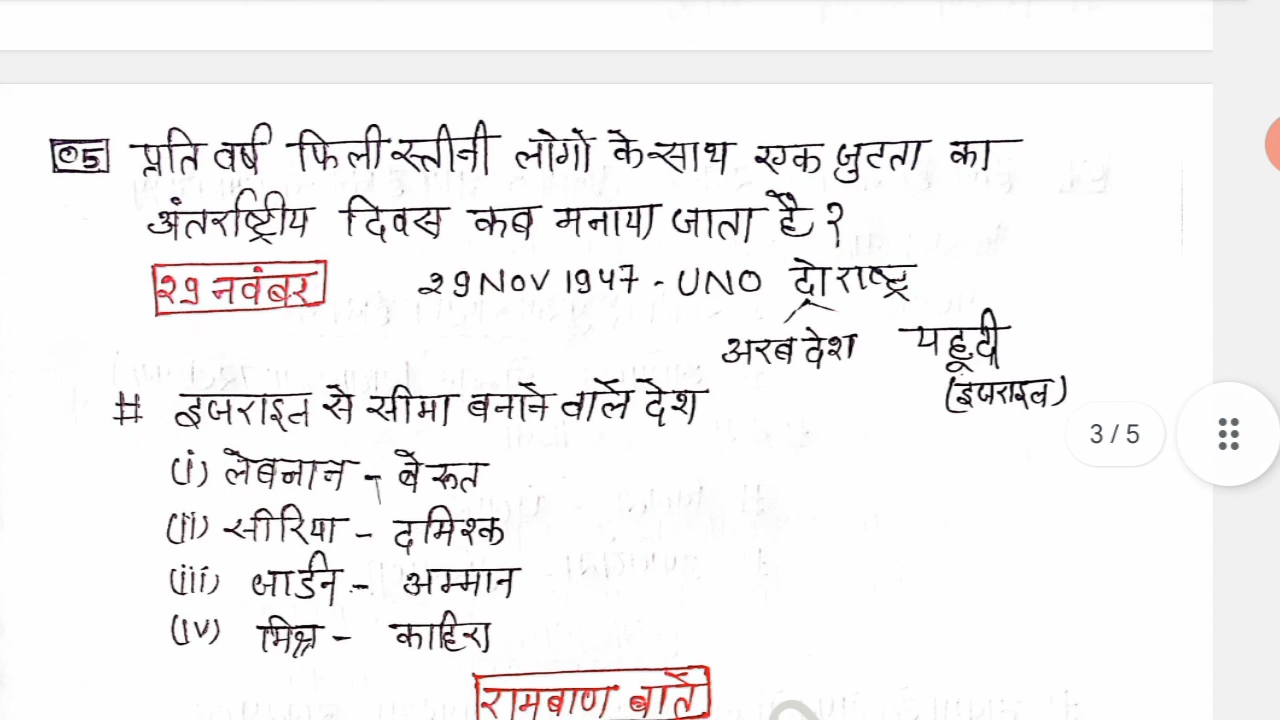 05 प्रति वर्ष फिलीस्तीनी लोगों के साथ एक जुटता का
अंतर्राष्ट्रीय दिवस कब मनाया जाता है ?
29 नवंबर 29 NOV 1947 - UNO दो राष्ट्र
अरब देश यहूदी
(इजराइल)
# इजराइल से सीमा बनाने वाले देश
(i) लेबनान - बेरुत
(ii) सीरिया - दमिश्क
(iii) जार्डन - अम्मान
(iv) मिश्र - काहिरा
रामबाण बातें
3 / 5